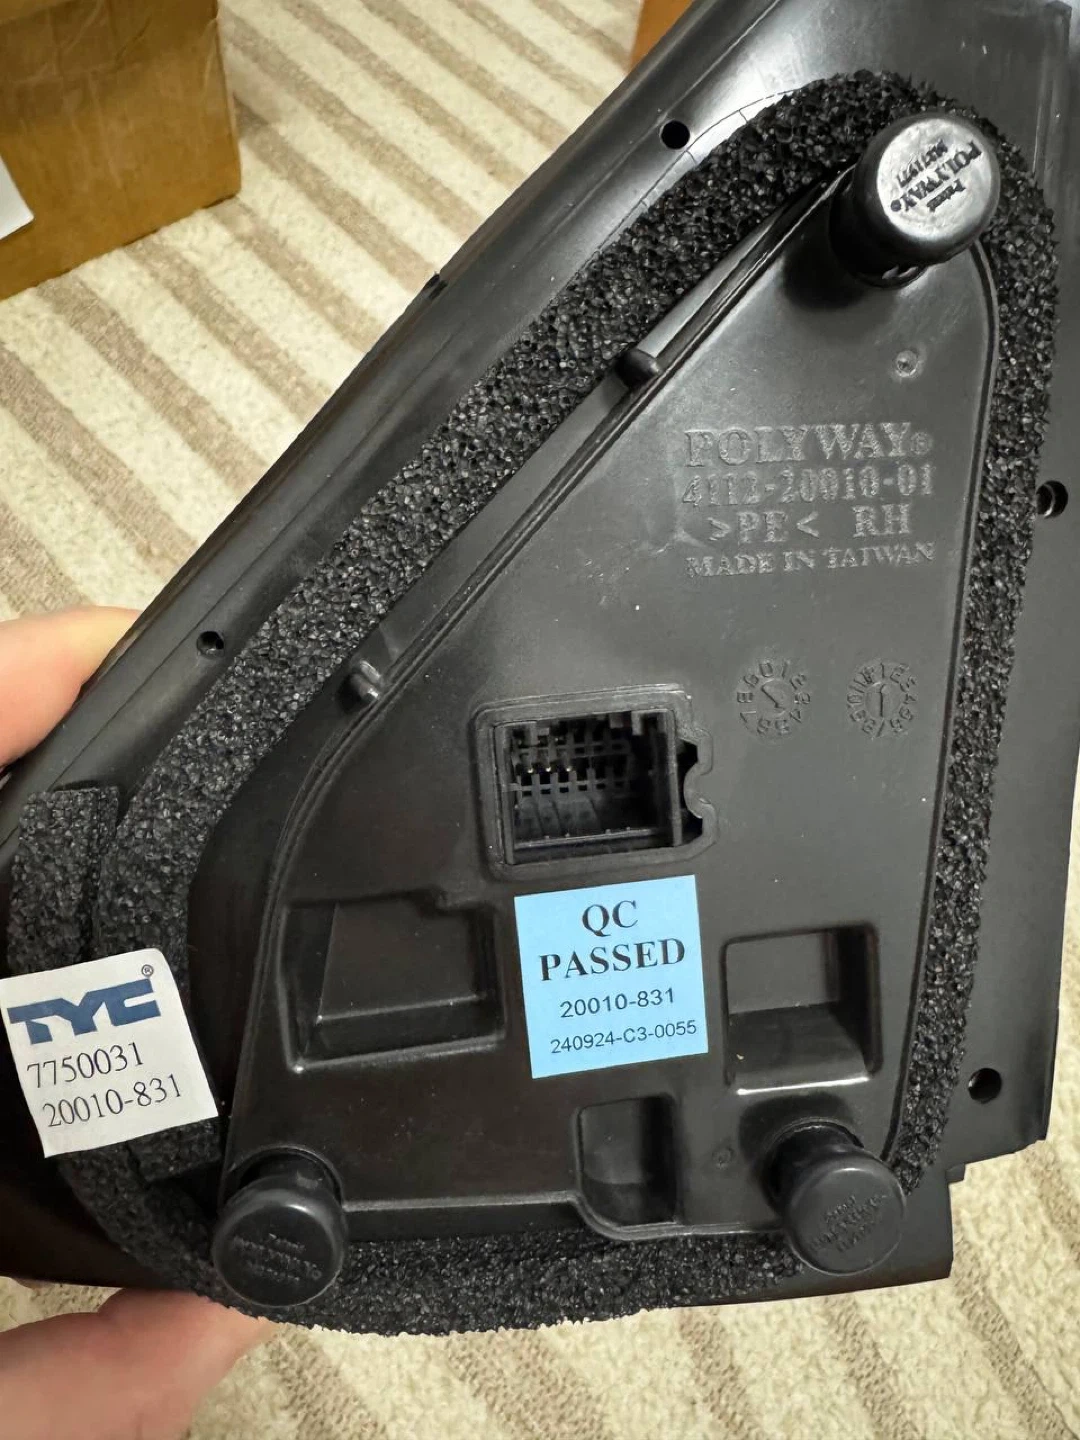 POLYWAY®
POLYWAY®
4112-20010-01
>PE< RH
MADE IN TAIWAN
QC
PASSED
20010-831
240924-C3-0055
TYC®
7750031
20010-831